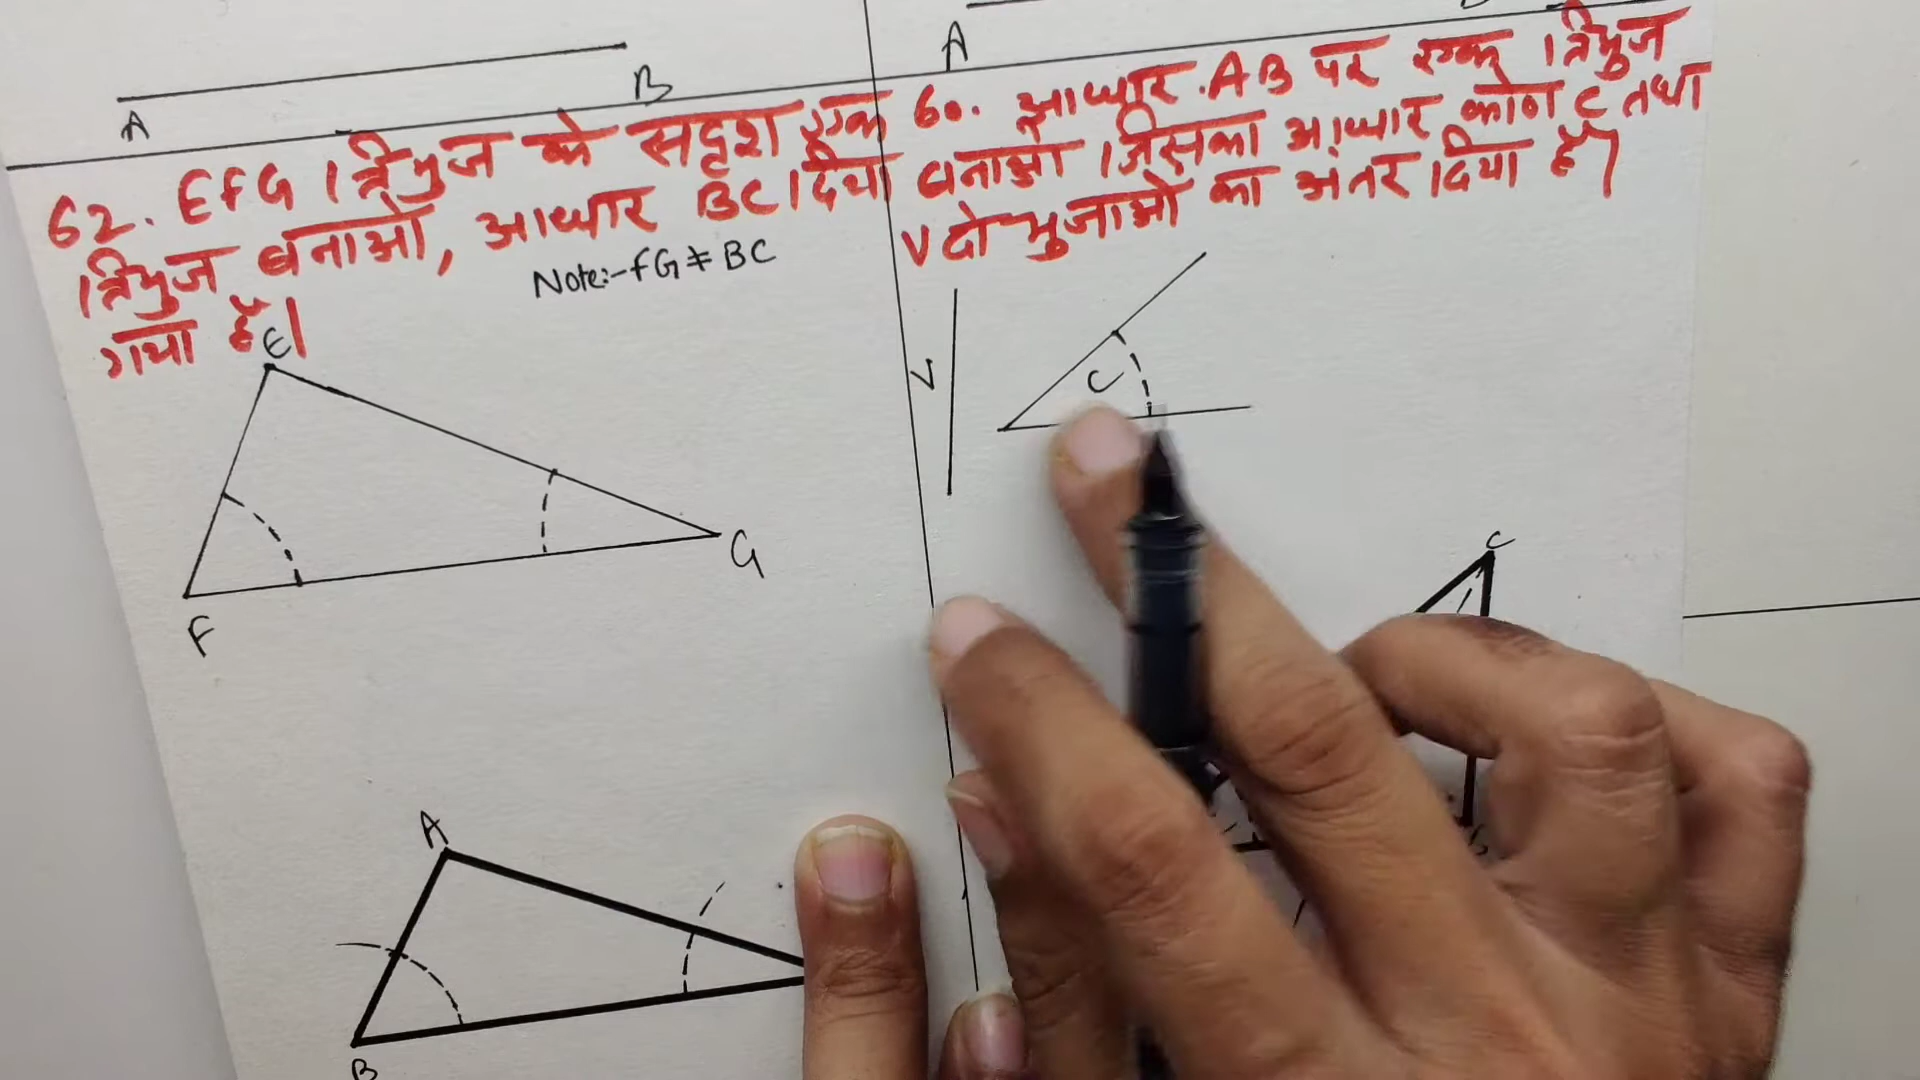 A
B
A
62. EFG त्रिभुज के सदृश एक
त्रिभुज बनाओ, आधार BC दिया
गया है।
Note:- FG ≠ BC
E
F
G
A
B
60. आधार AB पर एक त्रिभुज
बनाओ जिसका आधार कोण C तथा
V दो भुजाओं का अंतर दिया है।
V
C
C